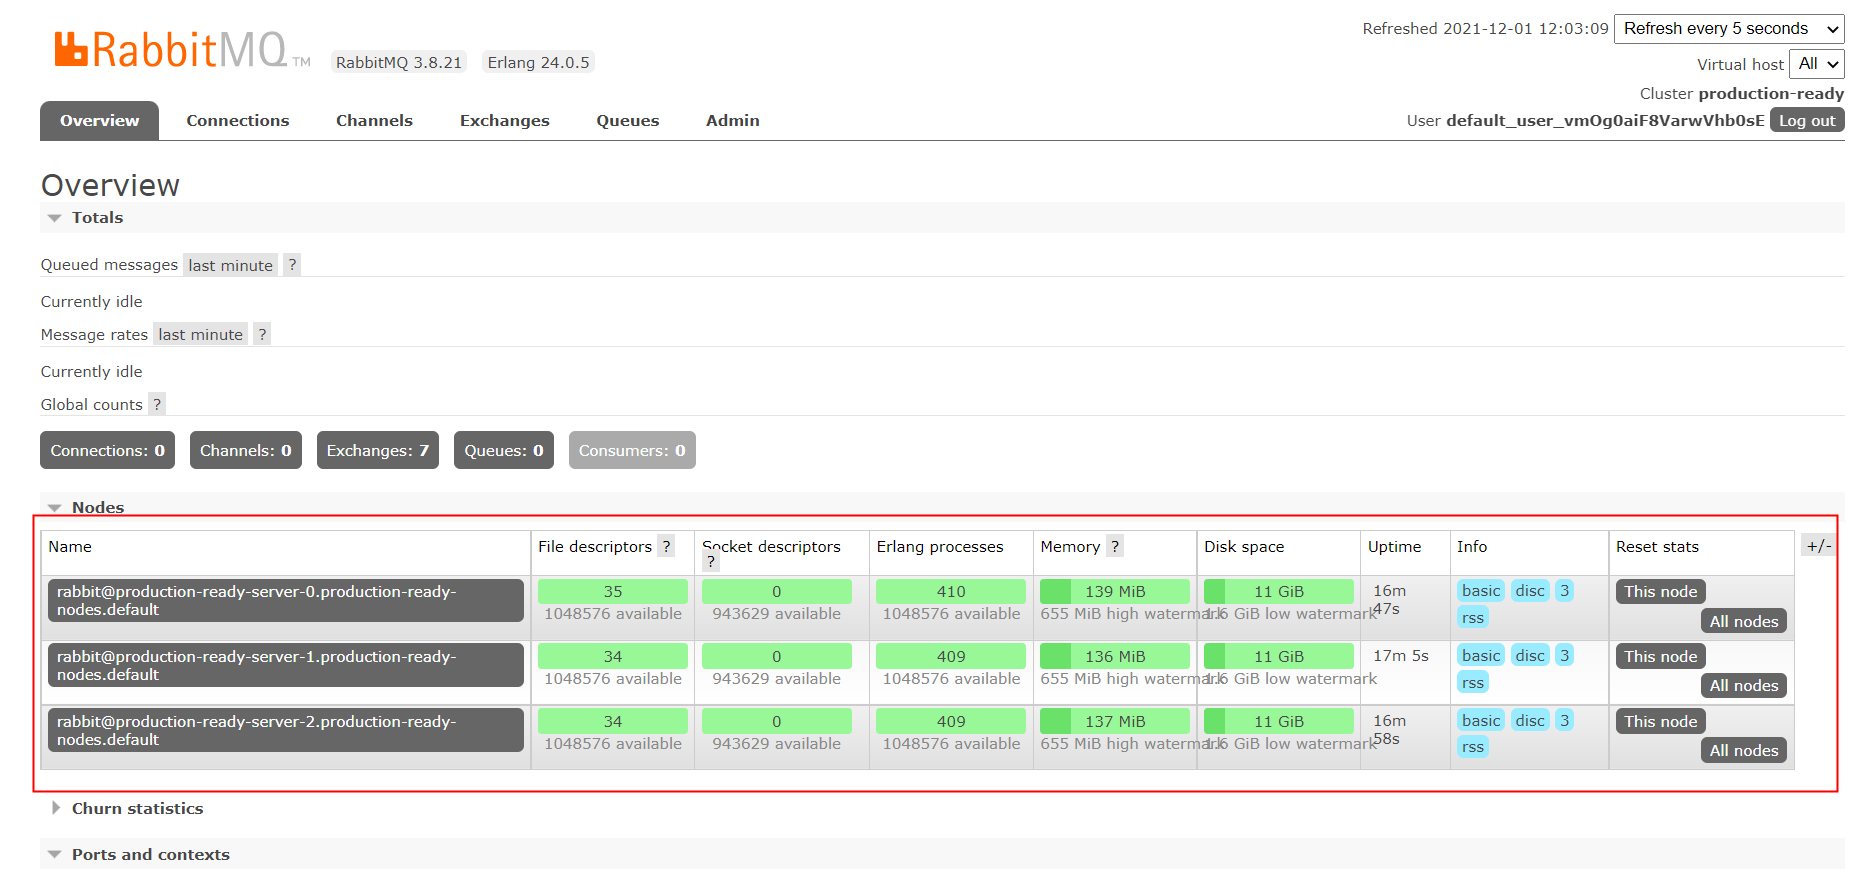 Refreshed 2021-12-01 12:03:09 Refresh every 5 seconds
RabbitMQ TM RabbitMQ 3.8.21 Erlang 24.0.5
Virtual host All
Cluster production-ready
Overview Connections Channels Exchanges Queues Admin
User default_user_vmOg0aiF8VarwVhb0sE Log out
Overview
Totals
Queued messages last minute ?
Currently idle
Message rates last minute ?
Currently idle
Global counts ?
Connections: 0 Channels: 0 Exchanges: 7 Queues: 0 Consumers: 0
Nodes
Name File descriptors ? Socket descriptors ? Erlang processes Memory ? Disk space Uptime Info Reset stats +/-
rabbit@production-ready-server-0.production-ready- 35 0 410 139 MiB 11 GiB 16m basic disc 3 This node
nodes.default 1048576 available 943629 available 1048576 available 655 MiB high watermark 1.6 GiB low watermark 47s rss All nodes
rabbit@production-ready-server-1.production-ready- 34 0 409 136 MiB 11 GiB 17m 5s basic disc 3 This node
nodes.default 1048576 available 943629 available 1048576 available 655 MiB high watermark 1.6 GiB low watermark rss All nodes
rabbit@production-ready-server-2.production-ready- 34 0 409 137 MiB 11 GiB 16m basic disc 3 This node
nodes.default 1048576 available 943629 available 1048576 available 655 MiB high watermark 1.6 GiB low watermark 58s rss All nodes
Churn statistics
Ports and contexts